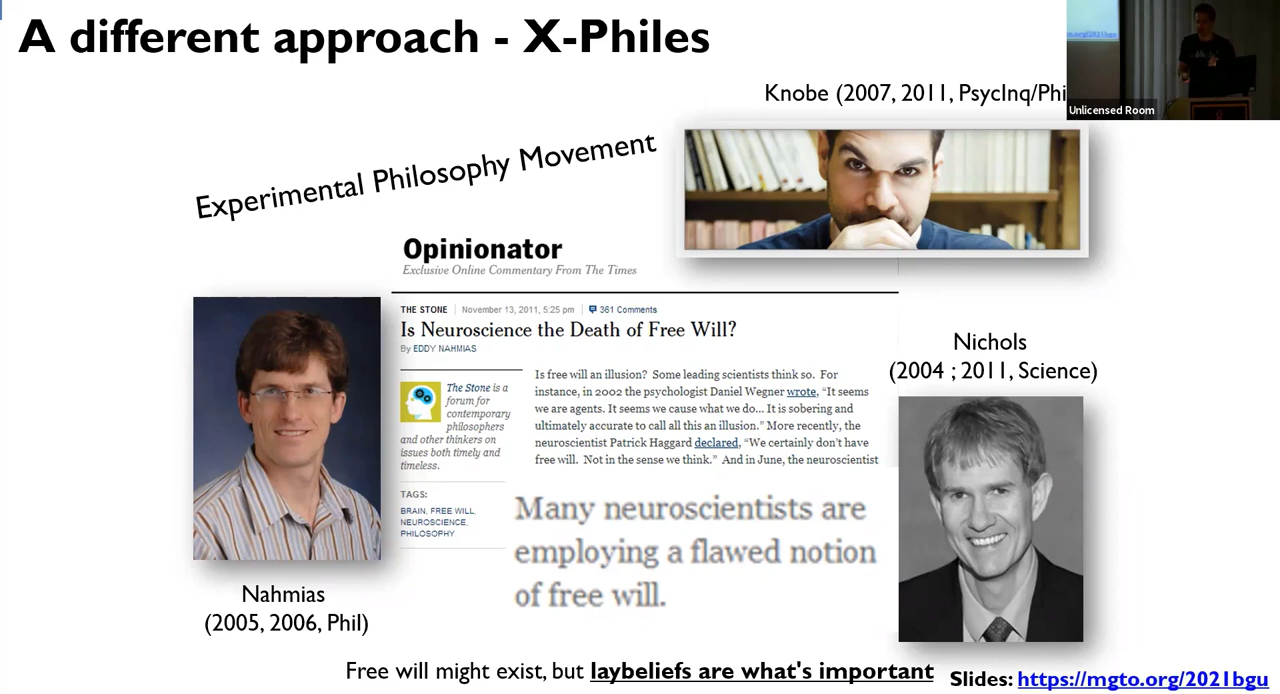 A different approach - X-Philes
Knobe (2007, 2011, PsycInq/Phi
Unlicensed Room
Experimental Philosophy Movement
Opinionator
Exclusive Online Commentary From The Times
THE STONE | November 13, 2011, 5:25 pm | 361 Comments
Is Neuroscience the Death of Free Will?
By EDDY NAHMIAS
The Stone is a
forum for
contemporary
philosophers
and other thinkers on
issues both timely and
timeless.
TAGS:
BRAIN, FREE WILL,
NEUROSCIENCE,
PHILOSOPHY
Is free will an illusion? Some leading scientists think so. For
instance, in 2002 the psychologist Daniel Wegner wrote, “It seems
we are agents. It seems we cause what we do… It is sobering and
ultimately accurate to call all this an illusion.” More recently, the
neuroscientist Patrick Haggard declared, “We certainly don’t have
free will. Not in the sense we think.” And in June, the neuroscientist
Many neuroscientists are
employing a flawed notion
of free will.
Nichols
(2004 ; 2011, Science)
Nahmias
(2005, 2006, Phil)
Free will might exist, but laybeliefs are what's important
Slides: https://mgto.org/2021bgu